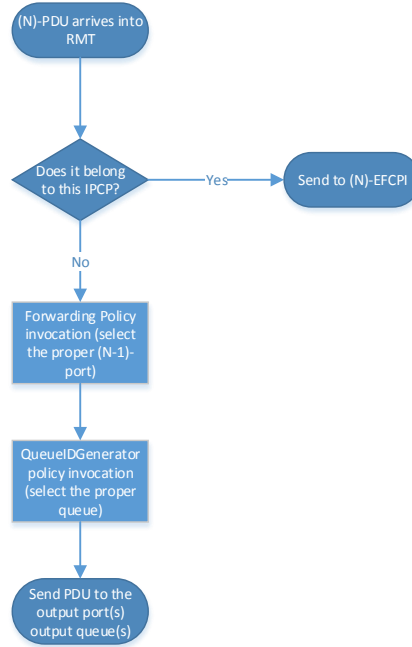 (N)-PDU arrives into
RMT
Does it belong
to this IPCP?
Yes
Send to (N)-EFCPI
No
Forwarding Policy
invocation (select
the proper (N-1)-
port)
QueueIDGenerator
policy invocation
(select the proper
queue)
Send PDU to the
output port(s)
output queue(s)